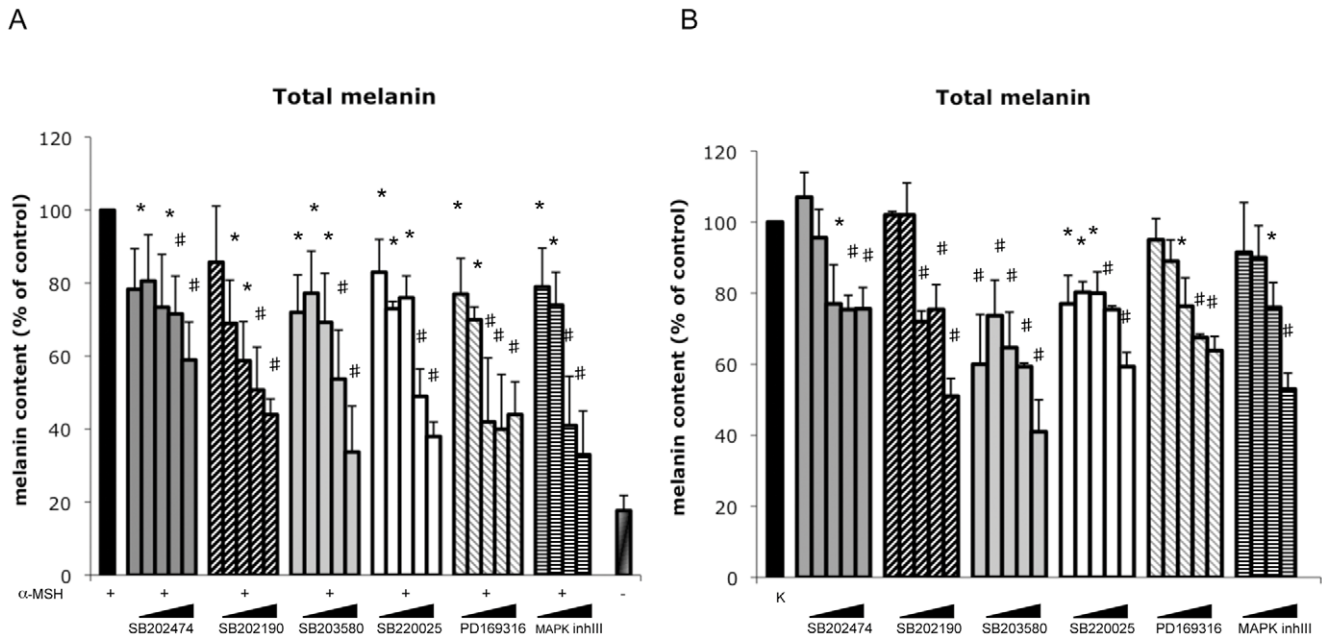 A
Total melanin
melanin content (% of control)
120
100
80
60
40
20
0
* * # #
* * # #
* * * # #
* * * # #
* * # # #
* * # #
α-MSH + + + + + + + -
SB202474 SB202190 SB203580 SB220025 PD169316 MAPK inhIII
B
Total melanin
melanin content (% of control)
120
100
80
60
40
20
0
* # #
# # #
# # # # #
* * * # #
* # #
* #
K
SB202474 SB202190 SB203580 SB220025 PD169316 MAPK inhIII